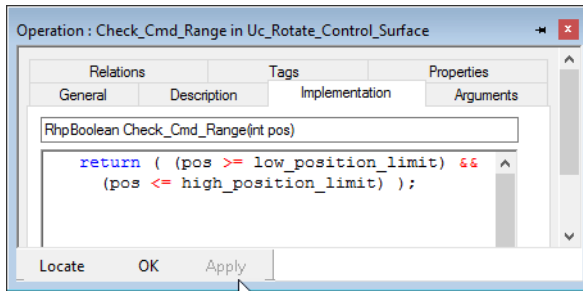 Operation : Check_Cmd_Range in Uc_Rotate_Control_Surface
Relations Tags Properties
General Description Implementation Arguments
RhpBoolean Check_Cmd_Range(int pos)
return ( (pos >= low_position_limit) &&
(pos <= high_position_limit) );
Locate OK Apply